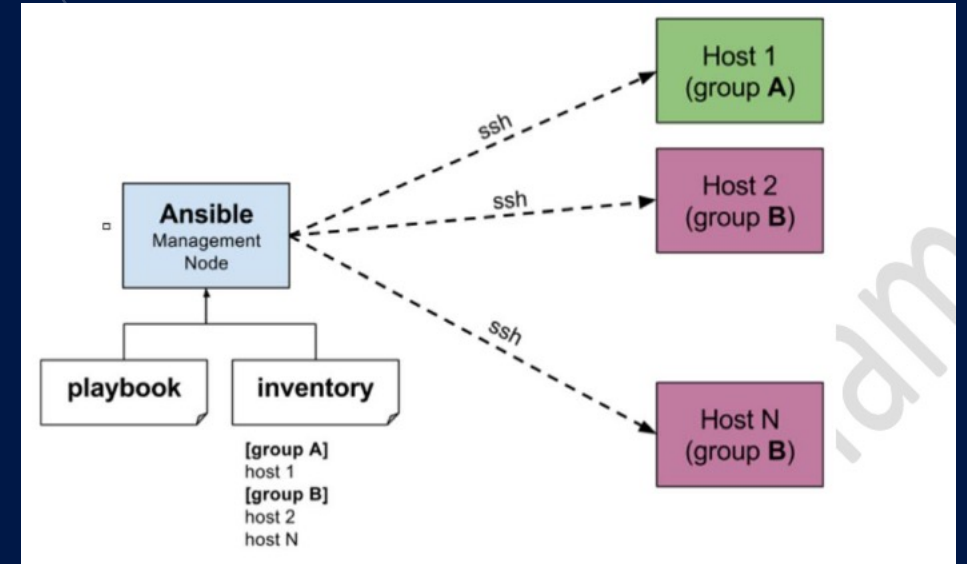 Host 1
(group A)
ssh
Host 2
(group B)
ssh
Ansible
Management
Node
ssh
playbook
inventory
Host N
(group B)
[group A]
host 1
[group B]
host 2
host N